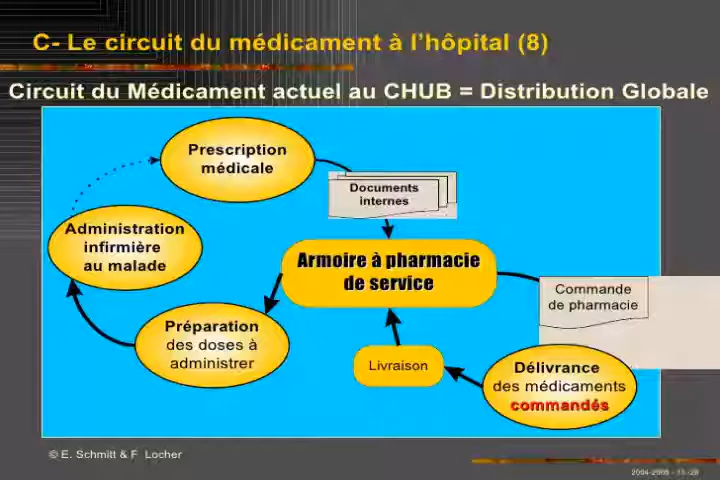 C- Le circuit du médicament à l'hôpital (8)
Circuit du Médicament actuel au CHUB = Distribution Globale
Prescription
médicale
Documents
internes
Administration
infirmière
au malade
Armoire à pharmacie
de service
Commande
de pharmacie
Préparation
des doses à
administrer
Livraison
Délivrance
des médicaments
commandés
© E. Schmitt & F Locher